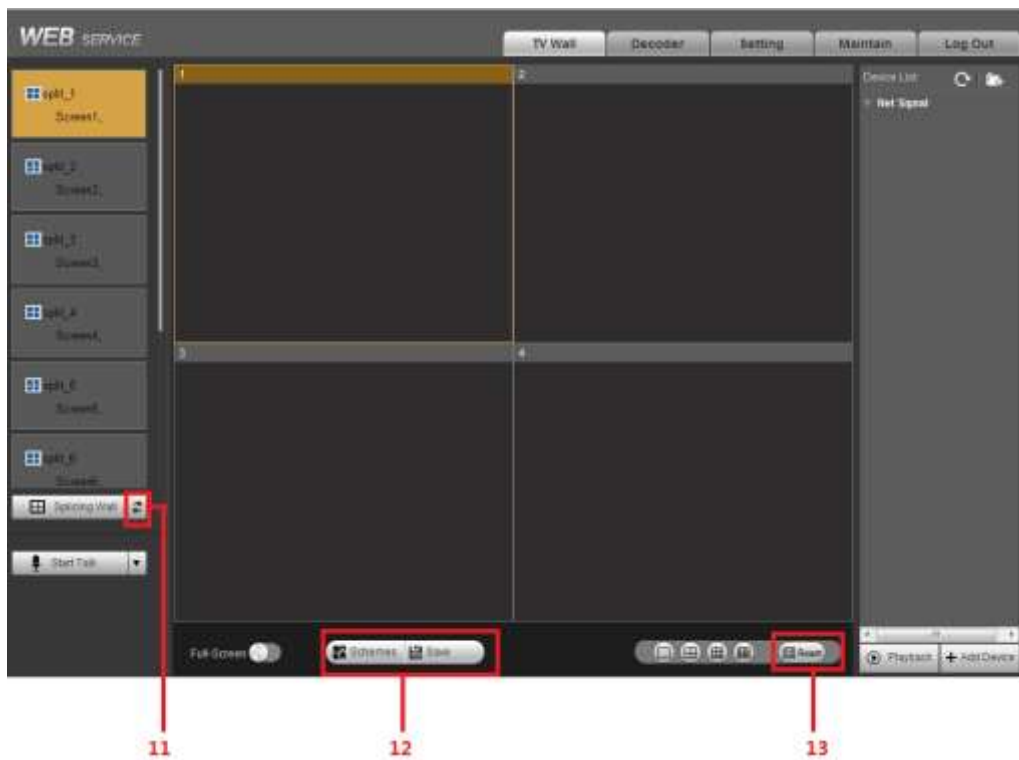 WEB SERVICE
TV Wall
Decoder
Setting
Maintain
Log Out
split_1
Screen1,
split_2
Screen2,
split_3
Screen3,
split_4
Screen4,
split_5
Screen5,
split_6
Screen6,
Splicing Wall
Start Talk
1
2
3
4
Device List
Net Signal
Full-Screen
Schemes
Save
Reset
Playback
Add Device
11
12
13